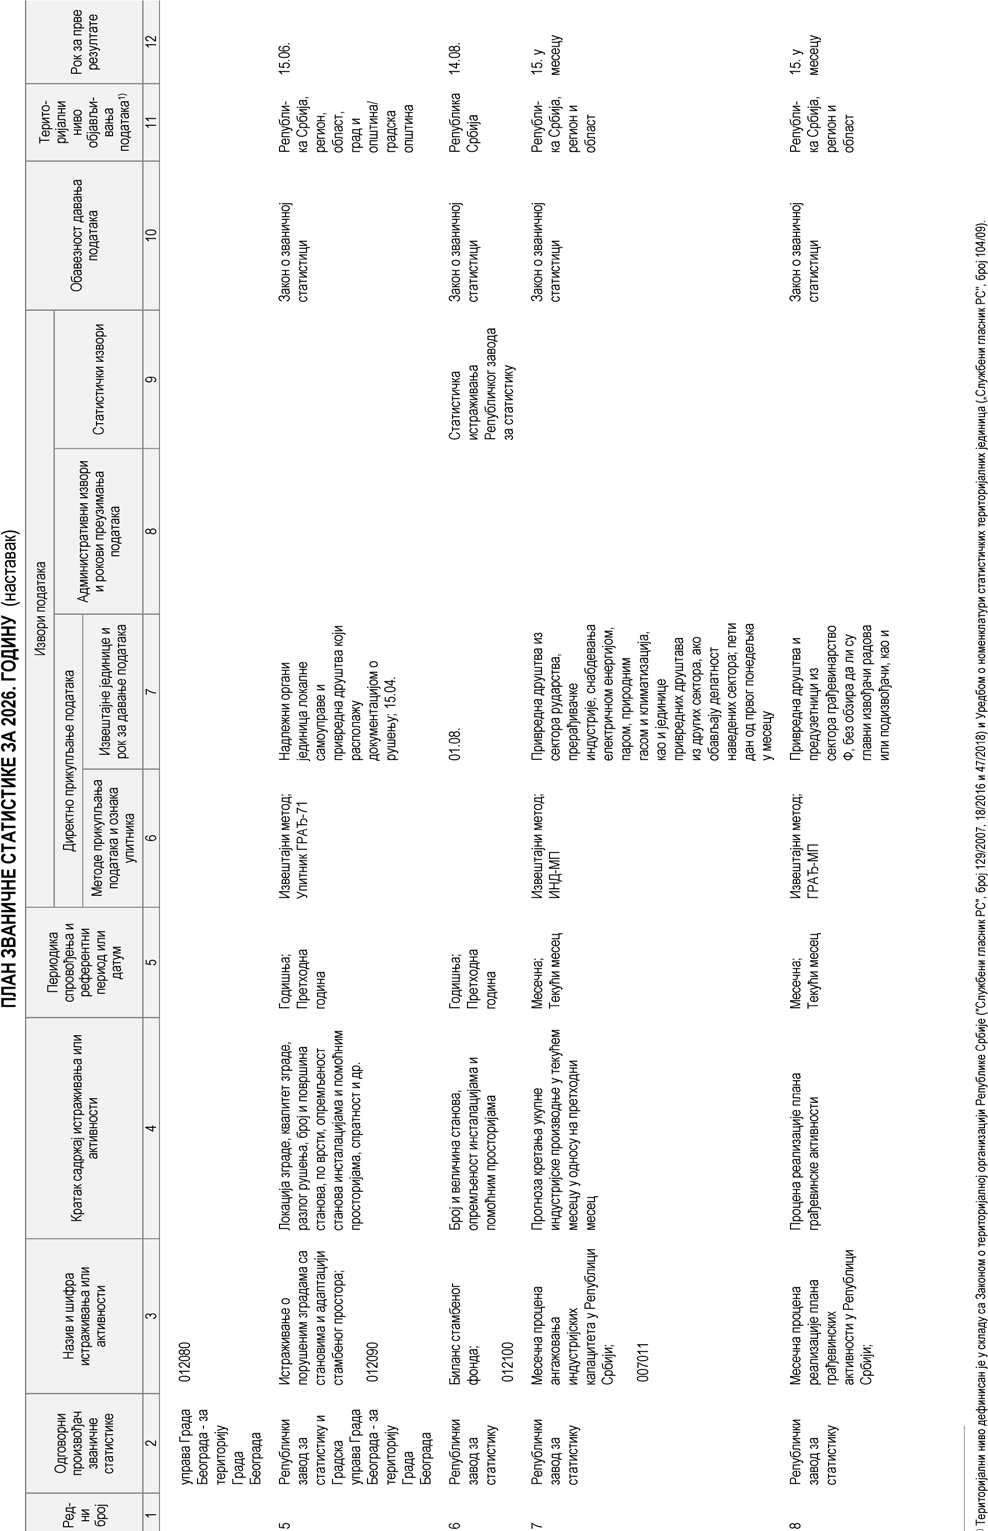 ПЛАН ЗВАНИЧНЕ СТАТИСТИКЕ ЗА 2026. ГОДИНУ (наставак)
Ред-
ни
број
Одговорни
произвођач
званичне
статистике
Назив и шифра
истраживања или
активности
Кратак садржај истраживања или
активности
Периодика
спровођења и
референтни
период или
датум
Извори података
Директно прикупљање података
Методе прикупљања
података и ознака
упитника
Извештајне јединице и
рок за давање података
Административни извори
и рокови преузимања
података
Статистички извори
Обавезност давања
података
Терито-
ријални
ниво
објављи-
вања
података1)
Рок за прве
резултате
1 2 3 4 5 6 7 8 9 10 11 12
управа Града
Београда - за
територију
Града
Београда
012080
5
Републички
завод за
статистику и
Градска
управа Града
Београда - за
територију
Града
Београда
Истраживање о
порушеним зградама са
становима и адаптацији
стамбеног простора;
012090
Локација зграде, квалитет зграде,
разлог рушења, број и површина
станова, по врсти, опремљеност
станова инсталацијама и помоћним
просторијама, спратност и др.
Годишња;
Претходна
година
Извештајни метод;
Упитник ГРАЂ-71
Надлежни органи
јединица локалне
самоуправе и
привредна друштва који
располажу
документацијом о
рушењу; 15.04.
Закон о званичној
статистици
Републи-
ка Србија,
регион,
област,
град и
општина/
градска
општина
15.06.
6
Републички
завод за
статистику
Биланс стамбеног
фонда;
012100
Број и величина станова,
опремљеност инсталацијама и
помоћним просторијама
Годишња;
Претходна
година
01.08.
Статистичка
истраживања
Републичког завода
за статистику
Закон о званичној
статистици
Република
Србија
14.08.
7
Републички
завод за
статистику
Месечна процена
ангажовања
индустријских
капацитета у Републици
Србији;
007011
Прогноза кретања укупне
индустријске производње у текућем
месецу у односу на претходни
месец
Месечна;
Текући месец
Извештајни метод;
ИНД-МП
Привредна друштва из
сектора рударства,
прерађивачке
индустрије, снабдевања
електричном енергијом,
паром, природним
гасом и климатизација,
као и јединице
привредних друштава
из других сектора, ако
обављају делатност
наведених сектора; пети
дан од првог понедељка
у месецу
Закон о званичној
статистици
Републи-
ка Србија,
регион и
област
15. у
месецу
8
Републички
завод за
статистику
Месечна процена
реализације плана
грађевинских
активности у Републици
Србији;
Процена реализације плана
грађевинске активности
Месечна;
Текући месец
Извештајни метод;
ГРАЂ-МП
Привредна друштва и
предузетници из
сектора грађевинарство
Ф, без обзира да ли су
главни извођачи радова
или подизвођачи, као и
Закон о званичној
статистици
Републи-
ка Србија,
регион и
област
15. у
месецу
) Територијални ниво дефинисан је у складу са Законом о територијалној организацији Републике Србије ("Службени гласник РС", број 129/2007, 18/2016 и 47/2018) и Уредбом о номенклатури статистичких територијалних јединица („Службени гласник РС", број 104/09).